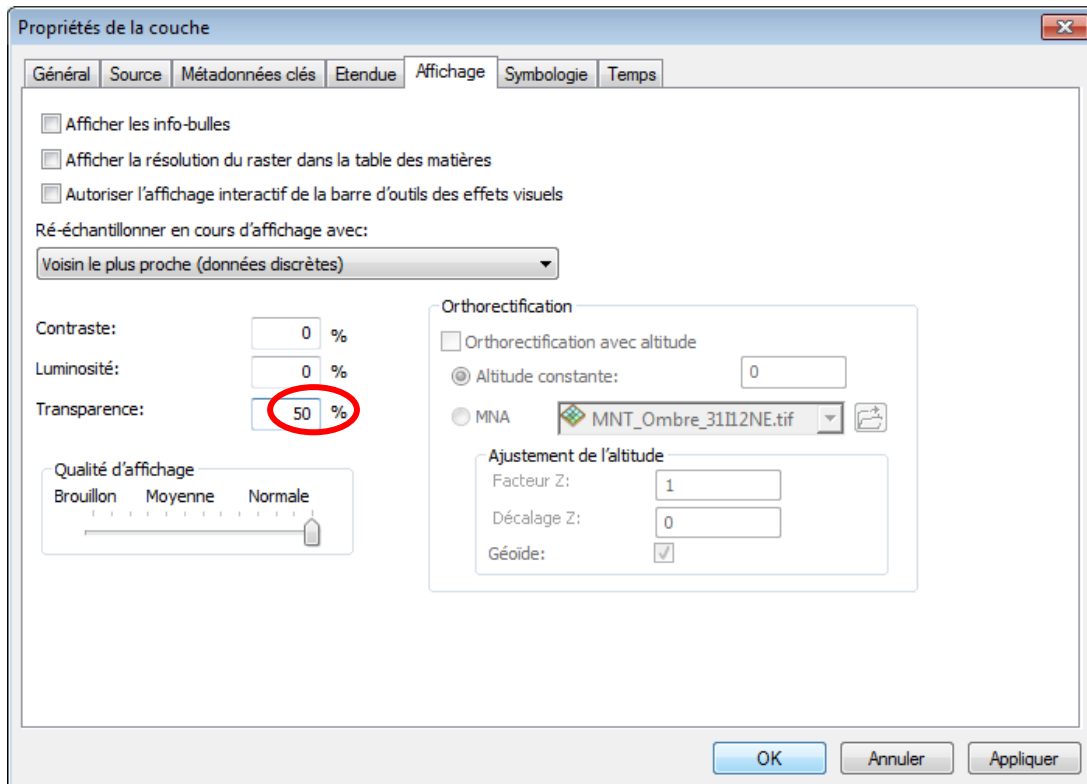 Propriétés de la couche
Général Source Métadonnées clés Etendue Affichage Symbologie Temps
Afficher les info-bulles
Afficher la résolution du raster dans la table des matières
Autoriser l'affichage interactif de la barre d'outils des effets visuels
Ré-échantillonner en cours d'affichage avec:
Voisin le plus proche (données discrètes)
Contraste: 0 %
Luminosité: 0 %
Transparence: 50 %
Qualité d'affichage
Brouillon Moyenne Normale
Orthorectification
Orthorectification avec altitude
Altitude constante: 0
MNA MNT_Ombre_31I12NE.tif
Ajustement de l'altitude
Facteur Z: 1
Décalage Z: 0
Géoïde:
OK Annuler Appliquer